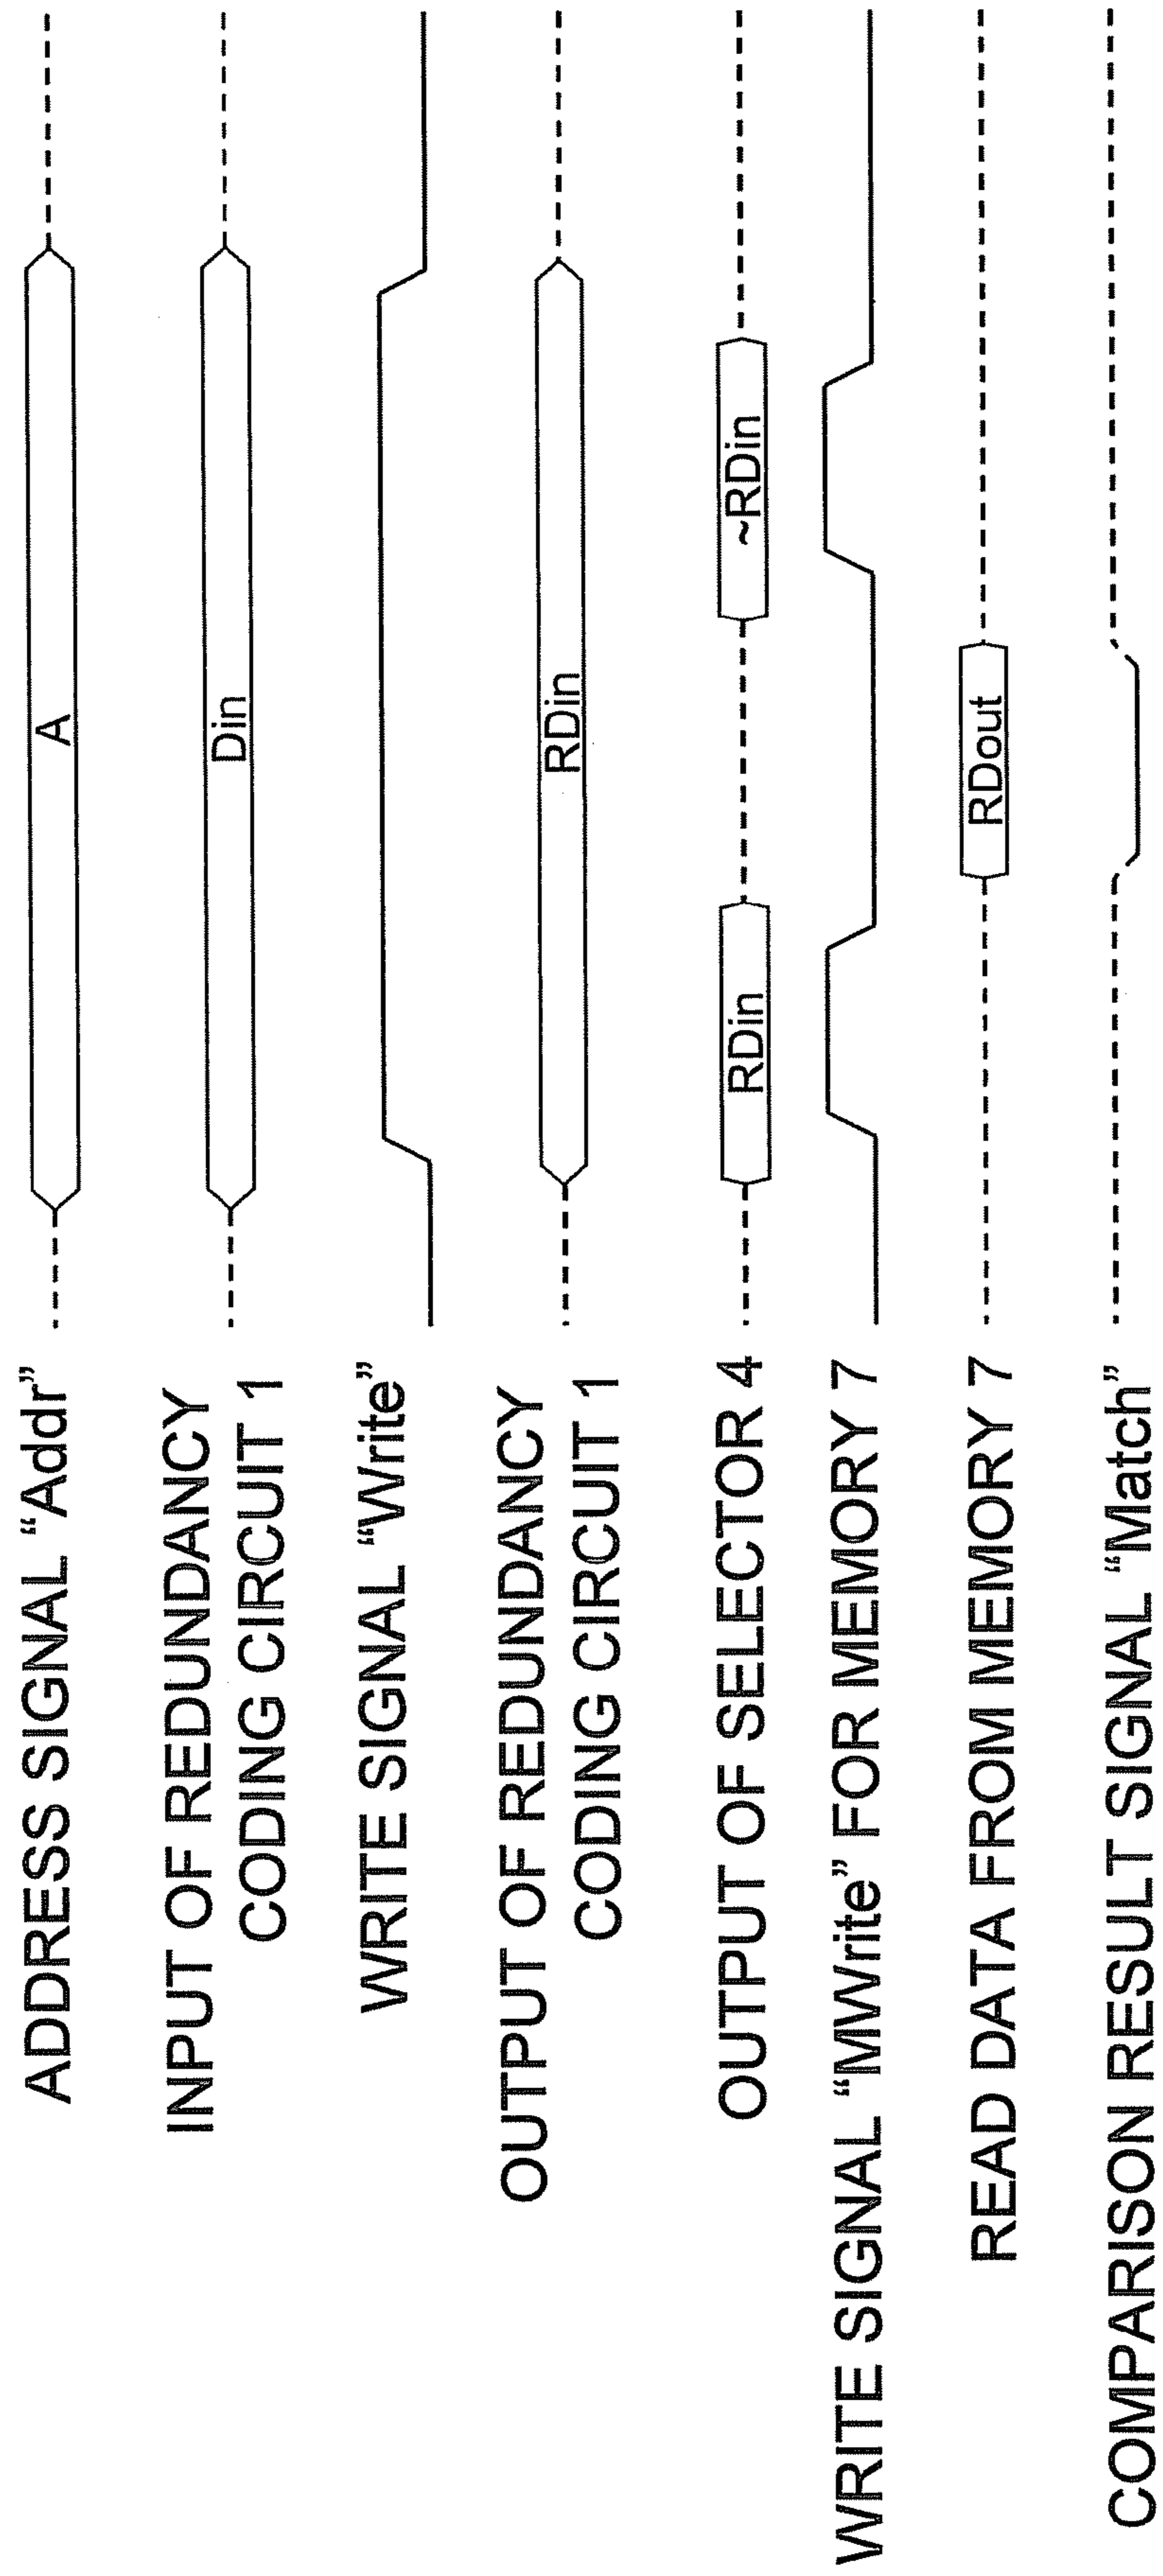 ADDRESS SIGNAL “Addr”
A
INPUT OF REDUNDANCY
CODING CIRCUIT 1
Din
WRITE SIGNAL “Write”
OUTPUT OF REDUNDANCY
CODING CIRCUIT 1
RDin
OUTPUT OF SELECTOR 4
RDin
~RDin
WRITE SIGNAL “MWrite” FOR MEMORY 7
READ DATA FROM MEMORY 7
RDout
COMPARISON RESULT SIGNAL “Match”